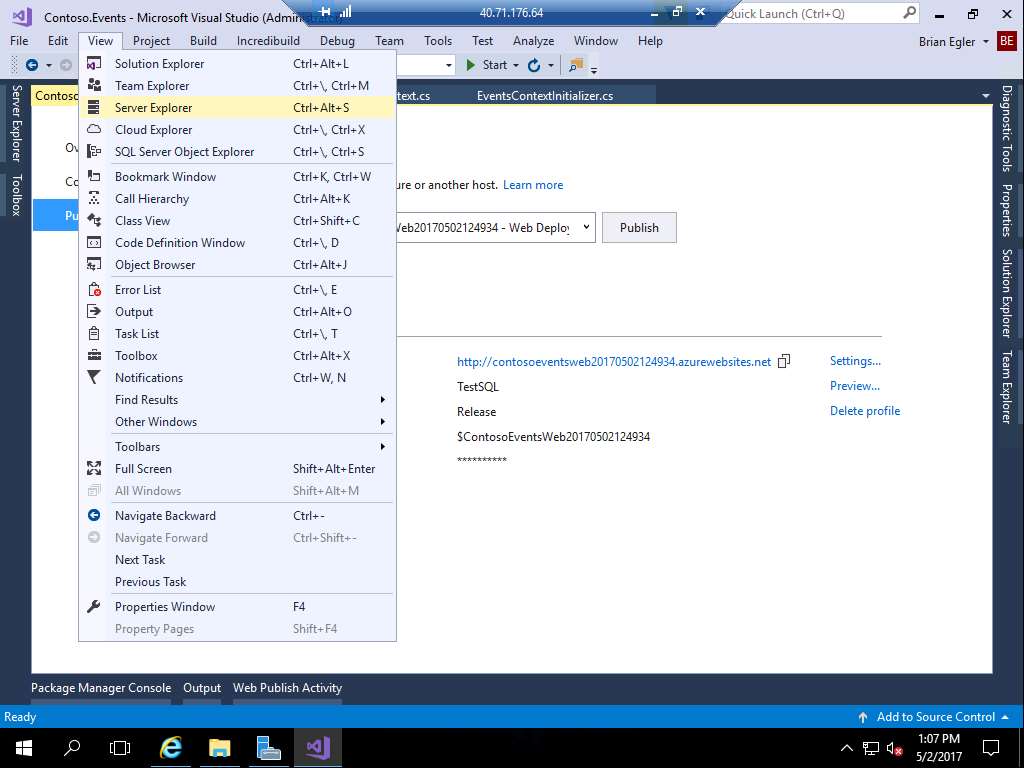 Contoso.Events - Microsoft Visual Studio (Admin
40.71.176.64
Quick Launch (Ctrl+Q)
File Edit View Project Build Incredibuild Debug Team Tools Test Analyze Window Help
Brian Egler BE
Start
Contoso
text.cs
EventsContextInitializer.cs
Server Explorer
Toolbox
Diagnostic Tools
Properties
Solution Explorer
Team Explorer
Solution Explorer Ctrl+Alt+L
Team Explorer Ctrl+\, Ctrl+M
Server Explorer Ctrl+Alt+S
Cloud Explorer Ctrl+\, Ctrl+X
SQL Server Object Explorer Ctrl+\, Ctrl+S
Bookmark Window Ctrl+K, Ctrl+W
Call Hierarchy Ctrl+Alt+K
Class View Ctrl+Shift+C
Code Definition Window Ctrl+\, D
Object Browser Ctrl+Alt+J
Error List Ctrl+\, E
Output Ctrl+Alt+O
Task List Ctrl+\, T
Toolbox Ctrl+Alt+X
Notifications Ctrl+W, N
Find Results
Other Windows
Toolbars
Full Screen Shift+Alt+Enter
All Windows Shift+Alt+M
Navigate Backward Ctrl+-
Navigate Forward Ctrl+Shift+-
Next Task
Previous Task
Properties Window F4
Property Pages Shift+F4
Ov
Co
Pu
ure or another host. Learn more
Web20170502124934 - Web Deploy
Publish
http://contosoeventsweb20170502124934.azurewebsites.net
TestSQL
Release
$ContosoEventsWeb20170502124934
**********
Settings...
Preview...
Delete profile
Package Manager Console Output Web Publish Activity
Ready
Add to Source Control
1:07 PM
5/2/2017